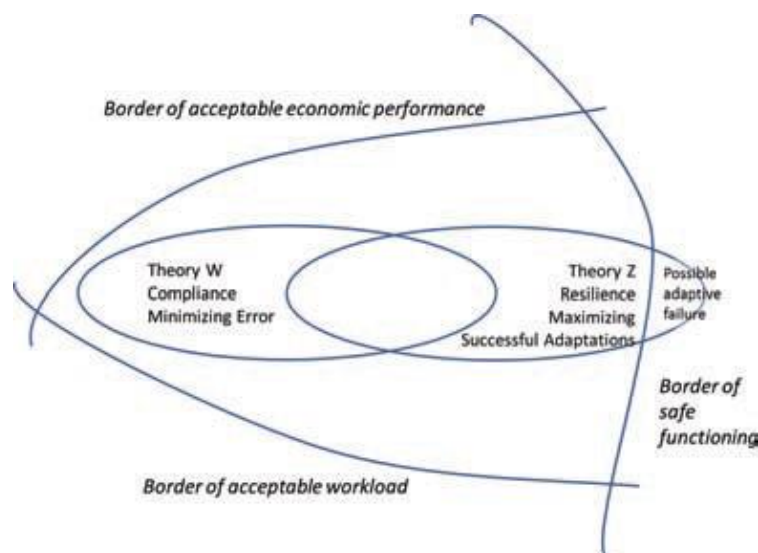 Border of acceptable economic performance
Theory W
Compliance
Minimizing Error
Theory Z
Resilience
Maximizing
Successful Adaptations
Possible
adaptive
failure
Border of
safe
functioning
Border of acceptable workload